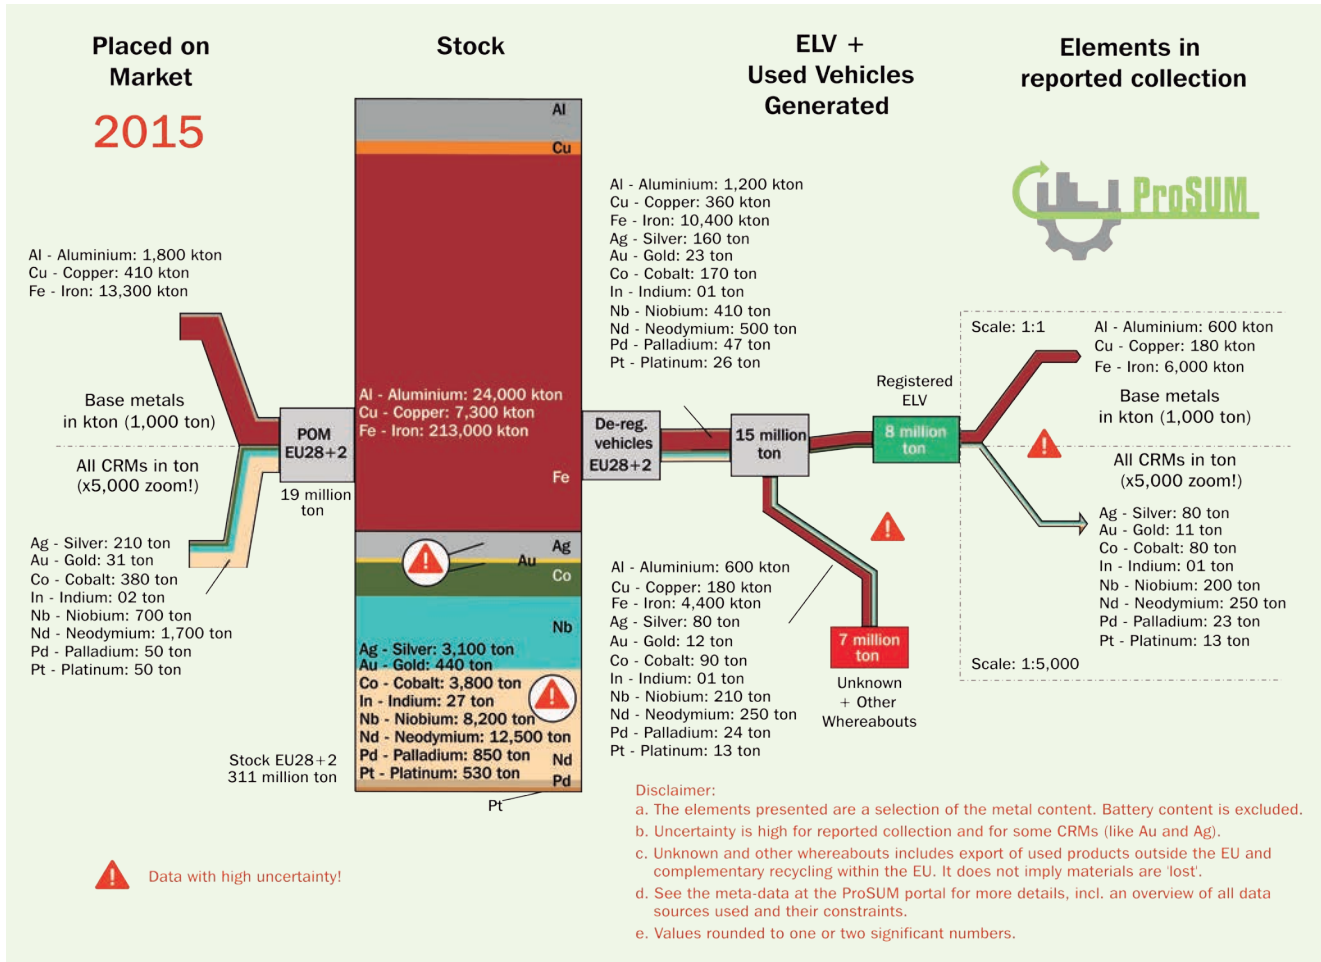 Placed on
Market
2015
Stock
ELV +
Used Vehicles
Generated
Elements in
reported collection
ProSUM
Al - Aluminium: 1,800 kton
Cu - Copper: 410 kton
Fe - Iron: 13,300 kton
Base metals
in kton (1,000 ton)
All CRMs in ton
(x5,000 zoom!)
POM
EU28+2
19 million
ton
Ag - Silver: 210 ton
Au - Gold: 31 ton
Co - Cobalt: 380 ton
In - Indium: 02 ton
Nb - Niobium: 700 ton
Nd - Neodymium: 1,700 ton
Pd - Palladium: 50 ton
Pt - Platinum: 50 ton
Stock EU28+2
311 million ton
Al
Cu
Al - Aluminium: 24,000 kton
Cu - Copper: 7,300 kton
Fe - Iron: 213,000 kton
Fe
Ag
Au
Co
Nb
Ag - Silver: 3,100 ton
Au - Gold: 440 ton
Co - Cobalt: 3,800 ton
In - Indium: 27 ton
Nb - Niobium: 8,200 ton
Nd - Neodymium: 12,500 ton
Pd - Palladium: 850 ton
Pt - Platinum: 530 ton
Nd
Pd
Pt
De-reg.
vehicles
EU28+2
Al - Aluminium: 1,200 kton
Cu - Copper: 360 kton
Fe - Iron: 10,400 kton
Ag - Silver: 160 ton
Au - Gold: 23 ton
Co - Cobalt: 170 ton
In - Indium: 01 ton
Nb - Niobium: 410 ton
Nd - Neodymium: 500 ton
Pd - Palladium: 47 ton
Pt - Platinum: 26 ton
15 million
ton
Registered
ELV
8 million
ton
Al - Aluminium: 600 kton
Cu - Copper: 180 kton
Fe - Iron: 4,400 kton
Ag - Silver: 80 ton
Au - Gold: 12 ton
Co - Cobalt: 90 ton
In - Indium: 01 ton
Nb - Niobium: 210 ton
Nd - Neodymium: 250 ton
Pd - Palladium: 24 ton
Pt - Platinum: 13 ton
7 million
ton
Unknown
+ Other
Whereabouts
Scale: 1:1
Al - Aluminium: 600 kton
Cu - Copper: 180 kton
Fe - Iron: 6,000 kton
Base metals
in kton (1,000 ton)
All CRMs in ton
(x5,000 zoom!)
Ag - Silver: 80 ton
Au - Gold: 11 ton
Co - Cobalt: 80 ton
In - Indium: 01 ton
Nb - Niobium: 200 ton
Nd - Neodymium: 250 ton
Pd - Palladium: 23 ton
Pt - Platinum: 13 ton
Scale: 1:5,000
Data with high uncertainty!
Disclaimer:
a. The elements presented are a selection of the metal content. Battery content is excluded.
b. Uncertainty is high for reported collection and for some CRMs (like Au and Ag).
c. Unknown and other whereabouts includes export of used products outside the EU and
complementary recycling within the EU. It does not imply materials are 'lost'.
d. See the meta-data at the ProSUM portal for more details, incl. an overview of all data
sources used and their constraints.
e. Values rounded to one or two significant numbers.